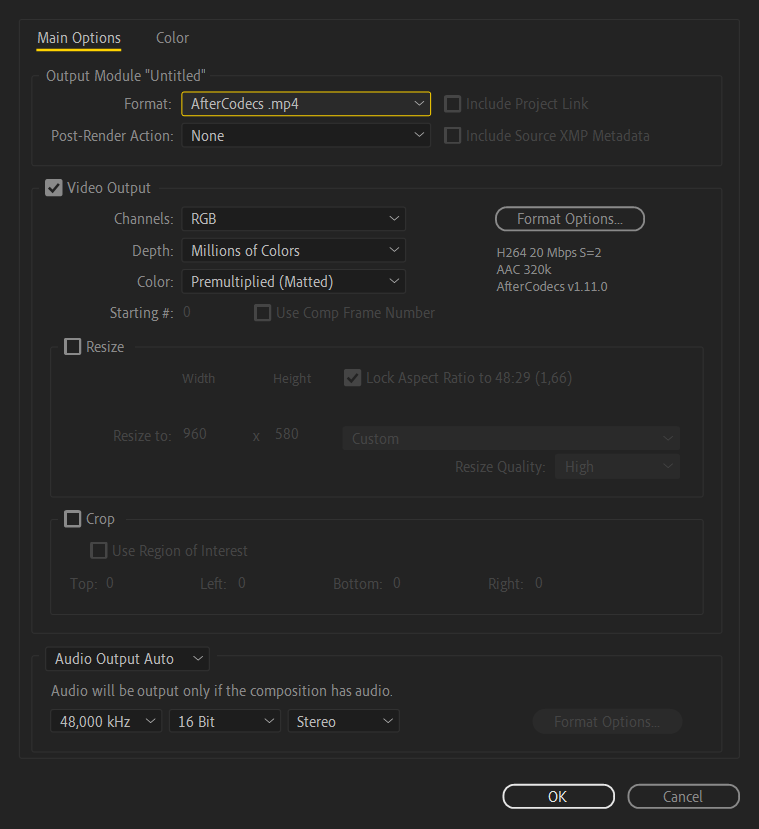 Main Options Color
Output Module "Untitled"
Format: AfterCodecs .mp4 Include Project Link
Post-Render Action: None Include Source XMP Metadata
Video Output
Channels: RGB Format Options...
Depth: Millions of Colors H264 20 Mbps S=2
AAC 320k
Color: Premultiplied (Matted) AfterCodecs v1.11.0
Starting #: 0 Use Comp Frame Number
Resize
Width Height Lock Aspect Ratio to 48:29 (1,66)
Resize to: 960 x 580 Custom
Resize Quality: High
Crop
Use Region of Interest
Top: 0 Left: 0 Bottom: 0 Right: 0
Audio Output Auto
Audio will be output only if the composition has audio.
48,000 kHz 16 Bit Stereo Format Options...
OK Cancel